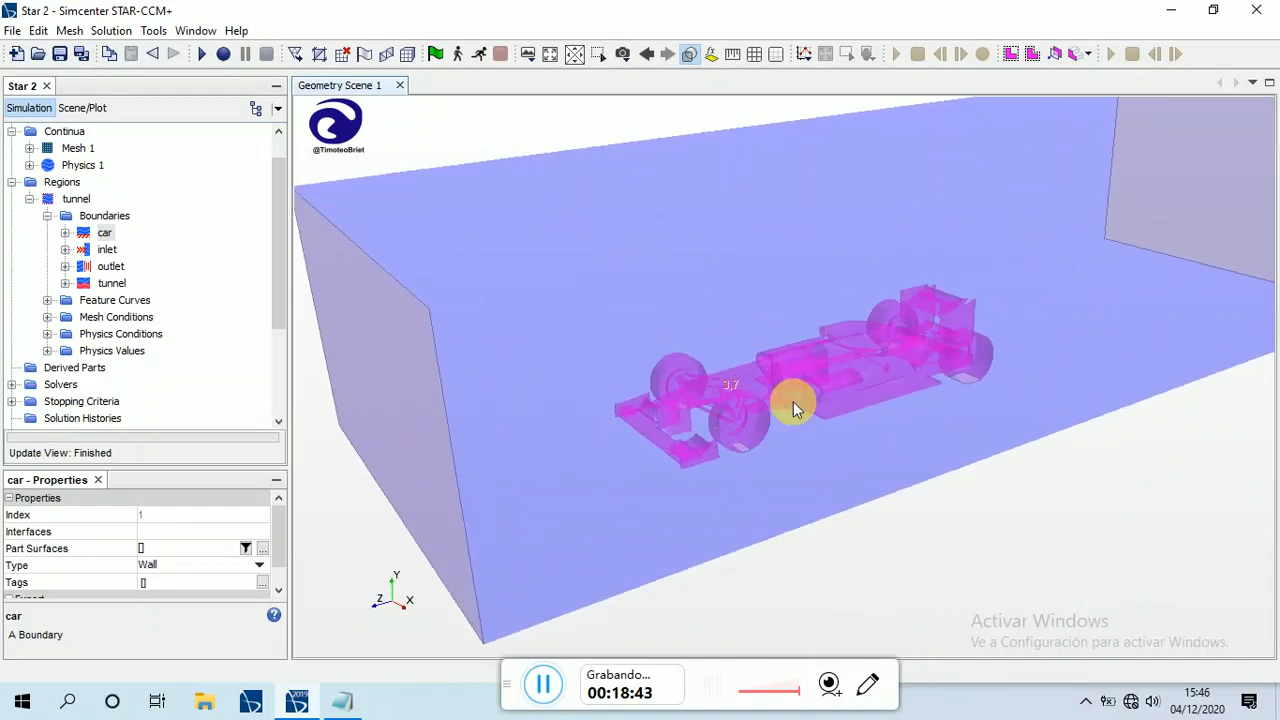 Star 2 - Simcenter STAR-CCM+
File Edit Mesh Solution Tools Window Help
Star 2
Simulation Scene/Plot
Continua
Mesh 1
Physics 1
Regions
tunnel
Boundaries
car
inlet
outlet
tunnel
Feature Curves
Mesh Conditions
Physics Conditions
Physics Values
Derived Parts
Solvers
Stopping Criteria
Solution Histories
Update View: Finished
car - Properties
Properties
Index 1
Interfaces
Part Surfaces []
Type Wall
Tags []
car
A Boundary
Geometry Scene 1
@TimoteoBriet
Y
Z
X
Activar Windows
Ve a Configuración para activar Windows.
Grabando...
00:18:43
2019
15:46
04/12/2020